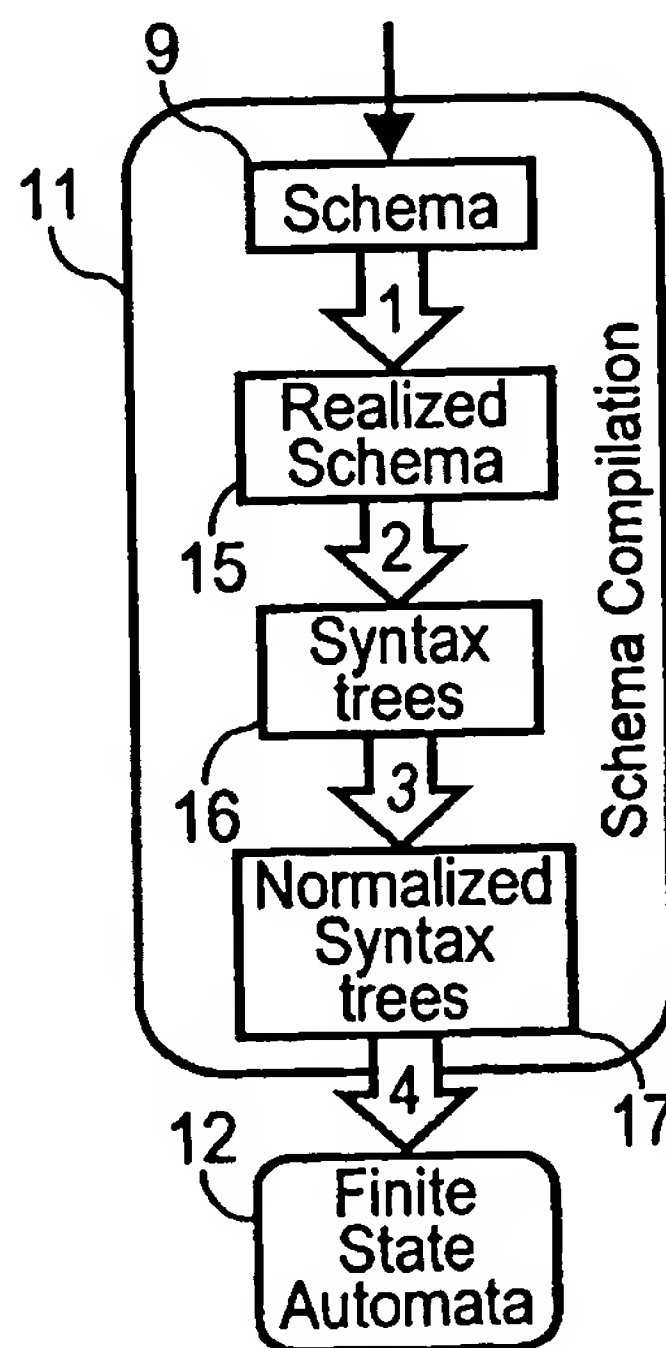 9
11
Schema
1
Realized
Schema
15
2
Syntax
trees
16
3
Normalized
Syntax
trees
17
4
12
Finite
State
Automata
Schema Compilation